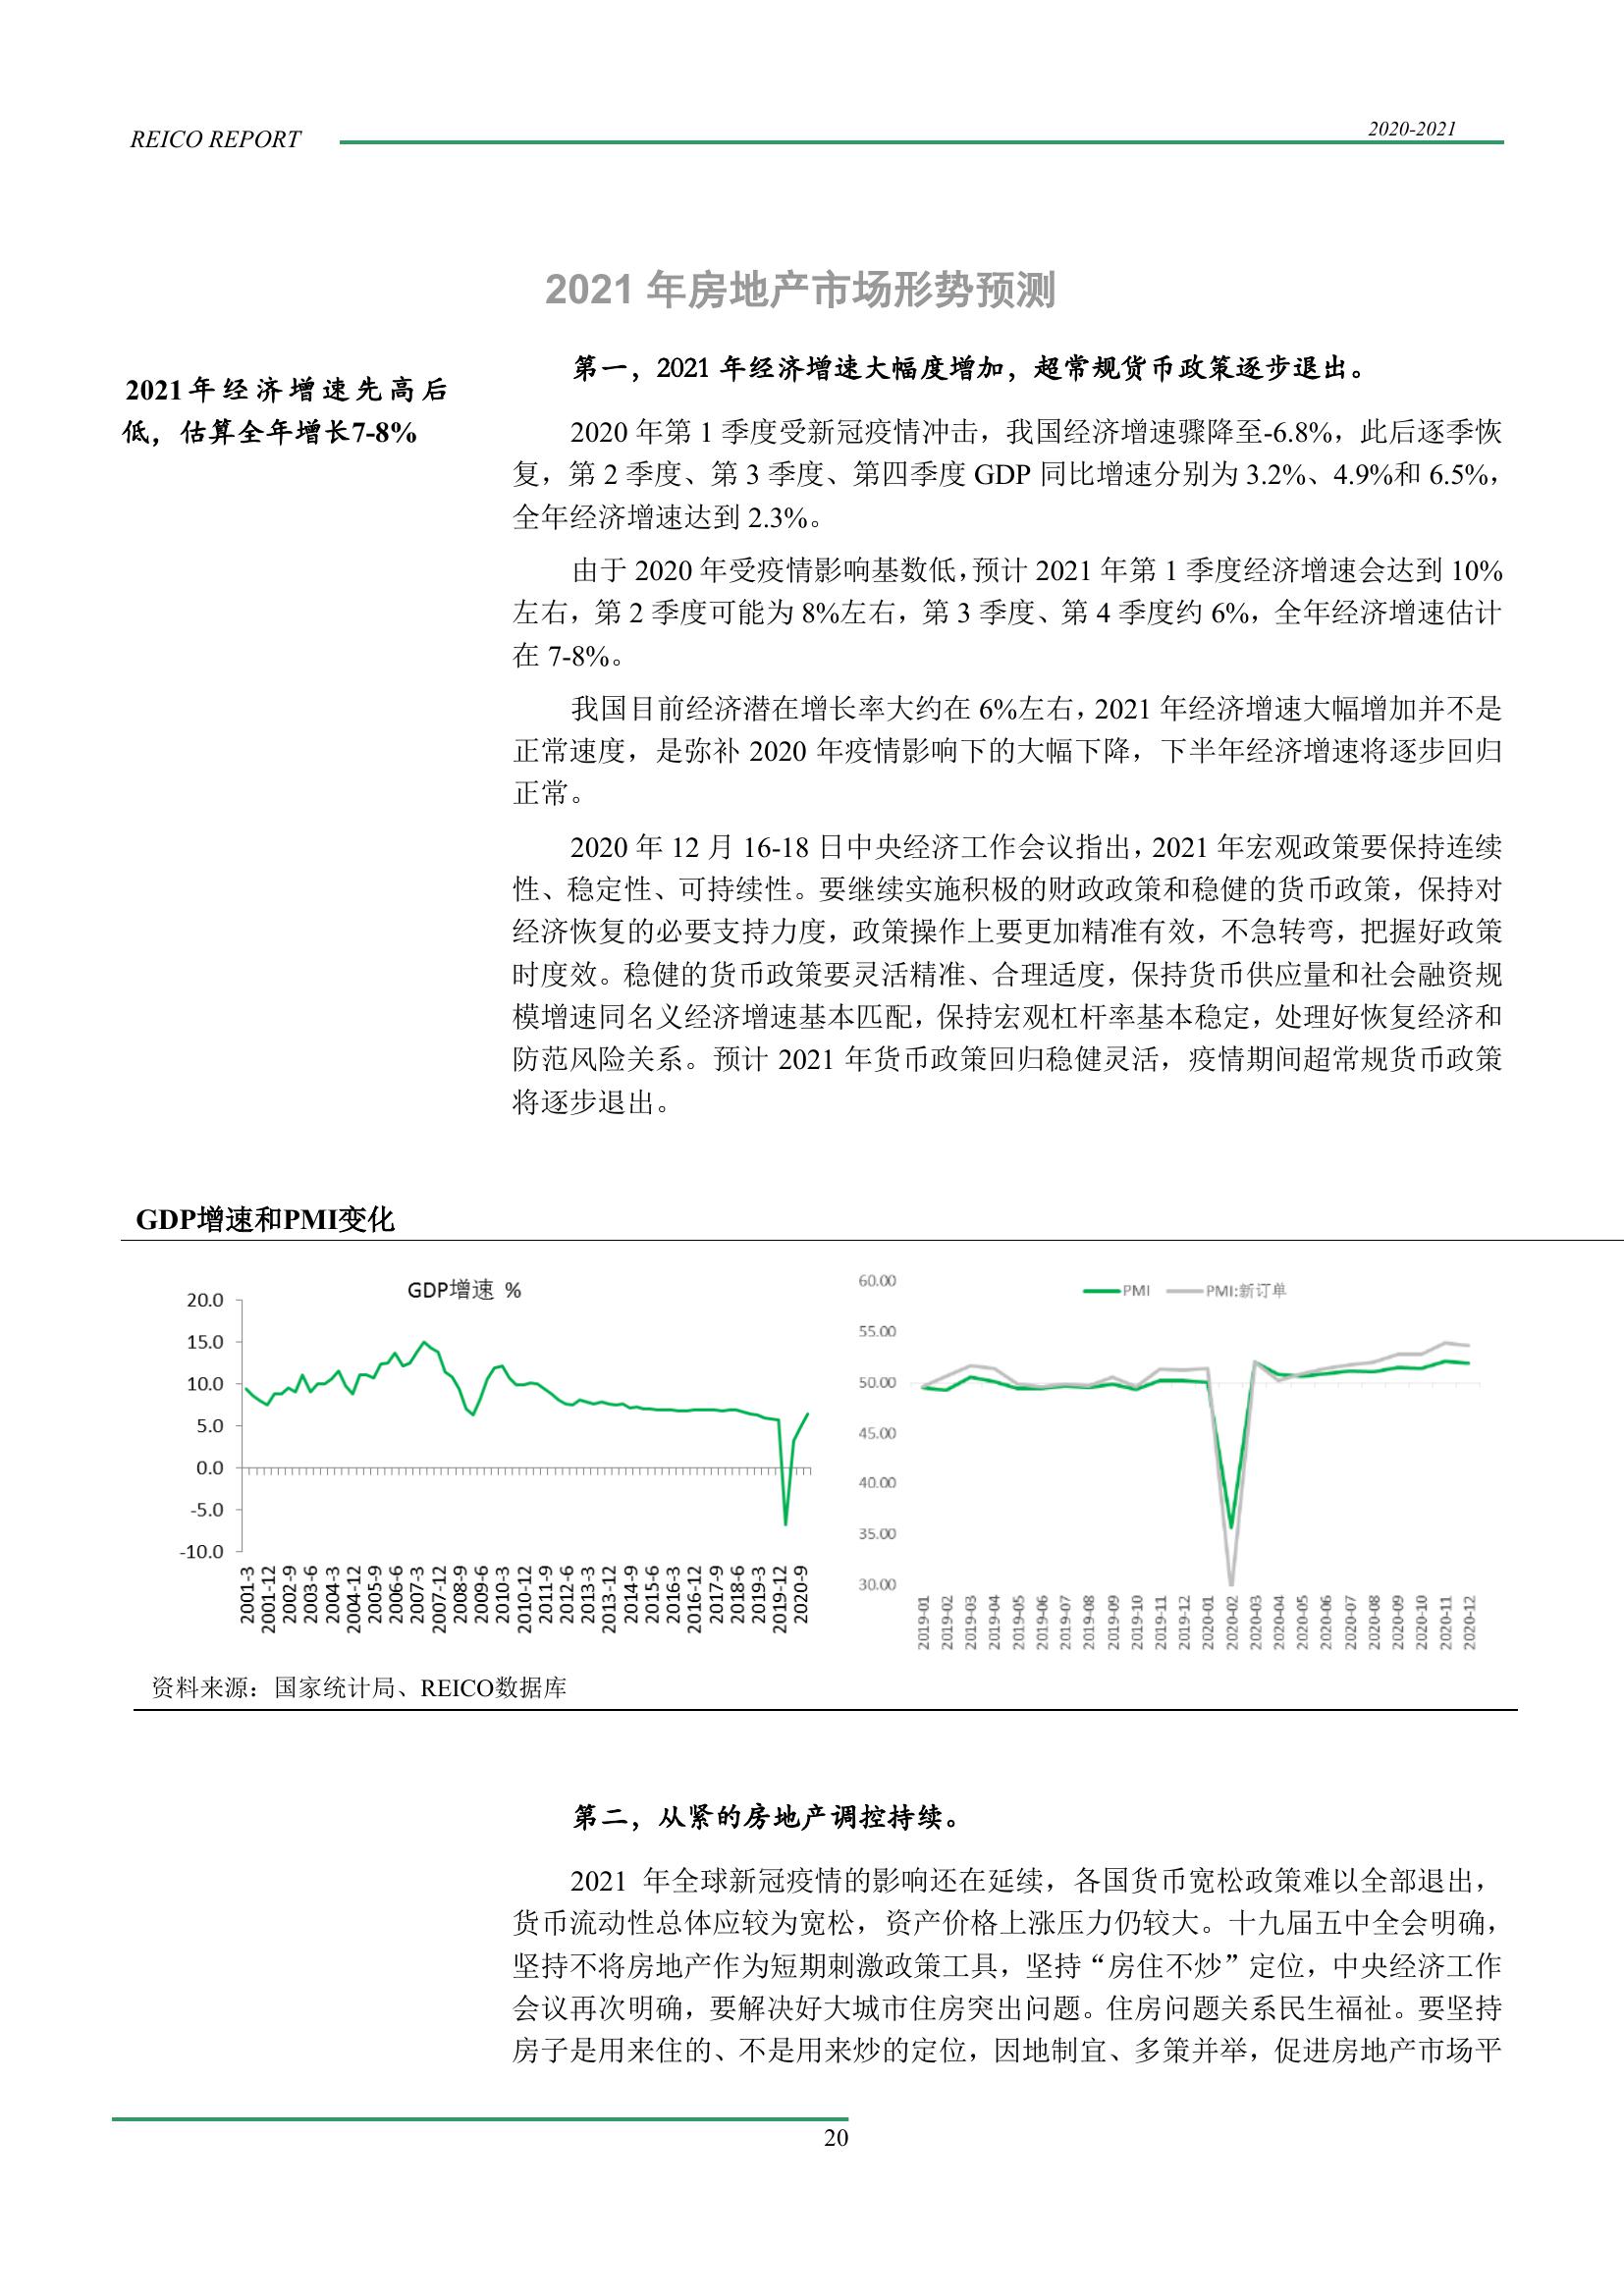 REICO REPORT
2020-2021
2021 年房地产市场形势预测
2021年经济增速先高后
低，估算全年增长7-8%
第一，2021 年经济增速大幅度增加，超常规货币政策逐步退出。
2020 年第 1 季度受新冠疫情冲击，我国经济增速骤降至-6.8%，此后逐季恢
复，第 2 季度、第 3 季度、第四季度 GDP 同比增速分别为 3.2%、4.9%和 6.5%，
全年经济增速达到 2.3%。
由于 2020 年受疫情影响基数低，预计 2021 年第 1 季度经济增速会达到 10%
左右，第 2 季度可能为 8%左右，第 3 季度、第 4 季度约 6%，全年经济增速估计
在 7-8%。
我国目前经济潜在增长率大约在 6%左右，2021 年经济增速大幅增加并不是
正常速度，是弥补 2020 年疫情影响下的大幅下降，下半年经济增速将逐步回归
正常。
2020 年 12 月 16-18 日中央经济工作会议指出，2021 年宏观政策要保持连续
性、稳定性、可持续性。要继续实施积极的财政政策和稳健的货币政策，保持对
经济恢复的必要支持力度，政策操作上要更加精准有效，不急转弯，把握好政策
时度效。稳健的货币政策要灵活精准、合理适度，保持货币供应量和社会融资规
模增速同名义经济增速基本匹配，保持宏观杠杆率基本稳定，处理好恢复经济和
防范风险关系。预计 2021 年货币政策回归稳健灵活，疫情期间超常规货币政策
将逐步退出。
GDP增速和PMI变化
GDP增速 %
20.0
15.0
10.0
5.0
0.0
-5.0
-10.0
2001-3
2001-12
2002-9
2003-6
2004-3
2004-12
2005-9
2006-6
2007-3
2007-12
2008-9
2009-6
2010-3
2010-12
2011-9
2012-6
2013-3
2013-12
2014-9
2015-6
2016-3
2016-12
2017-9
2018-6
2019-3
2019-12
2020-9
PMI
PMI:新订单
60.00
55.00
50.00
45.00
40.00
35.00
30.00
2019-01
2019-02
2019-03
2019-04
2019-05
2019-06
2019-07
2019-08
2019-09
2019-10
2019-11
2019-12
2020-01
2020-02
2020-03
2020-04
2020-05
2020-06
2020-07
2020-08
2020-09
2020-10
2020-11
2020-12
资料来源：国家统计局、REICO数据库
第二，从紧的房地产调控持续。
2021 年全球新冠疫情的影响还在延续，各国货币宽松政策难以全部退出，
货币流动性总体应较为宽松，资产价格上涨压力仍较大。十九届五中全会明确，
坚持不将房地产作为短期刺激政策工具，坚持“房住不炒”定位，中央经济工作
会议再次明确，要解决好大城市住房突出问题。住房问题关系民生福祉。要坚持
房子是用来住的、不是用来炒的定位，因地制宜、多策并举，促进房地产市场平
20